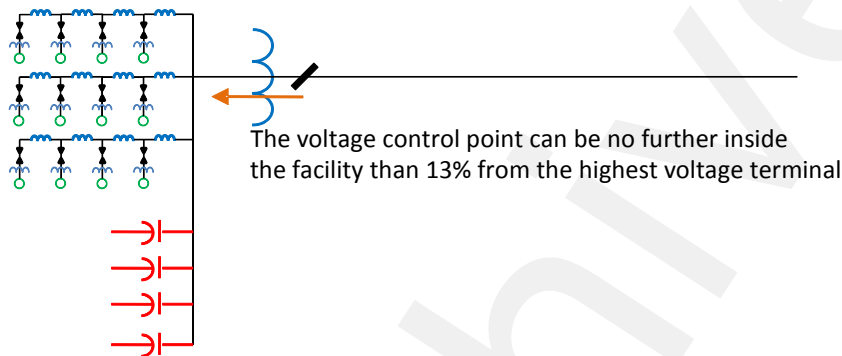 The voltage control point can be no further inside
the facility than 13% from the highest voltage terminal